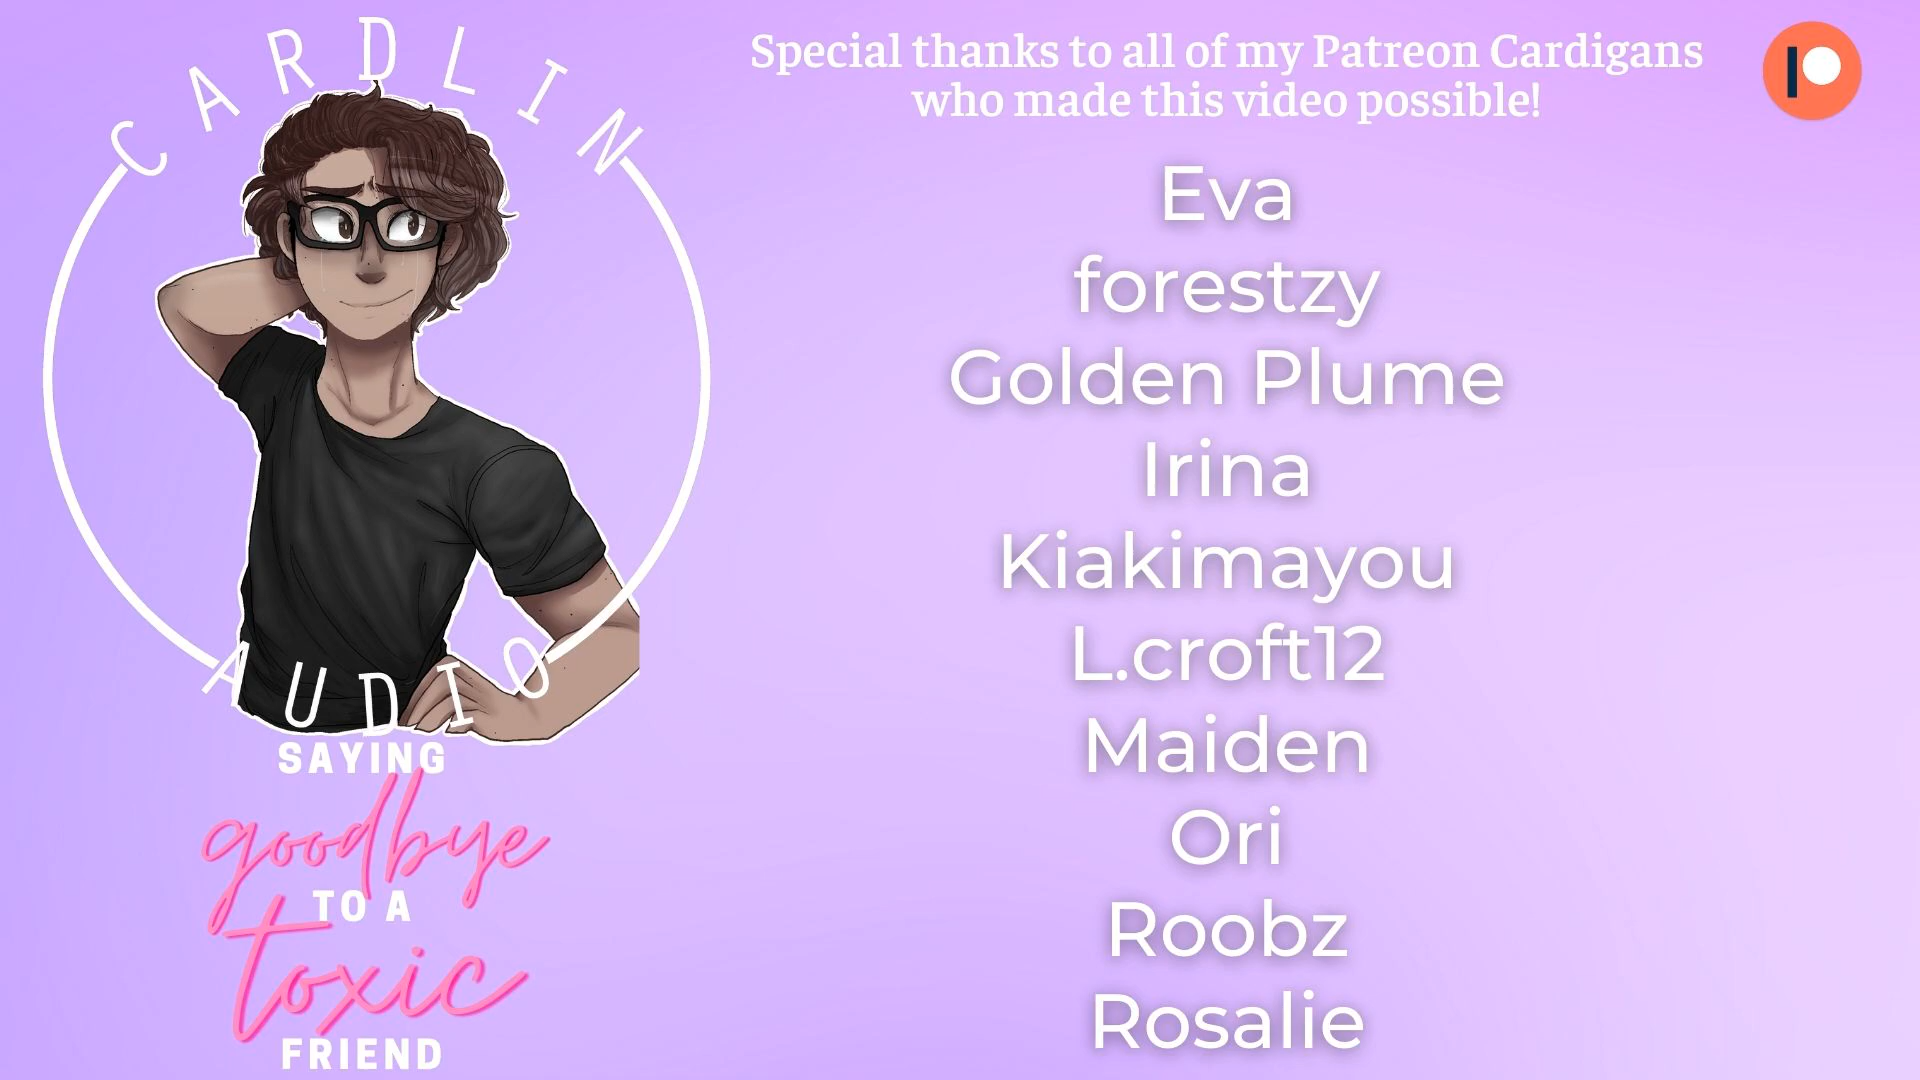 CARDLIN
AUDIO
SAYING
goodbye
TO A
toxic
FRIEND
Special thanks to all of my Patreon Cardigans
who made this video possible!
Eva
forestzy
Golden Plume
Irina
Kiakimayou
L.croft12
Maiden
Ori
Roobz
Rosalie